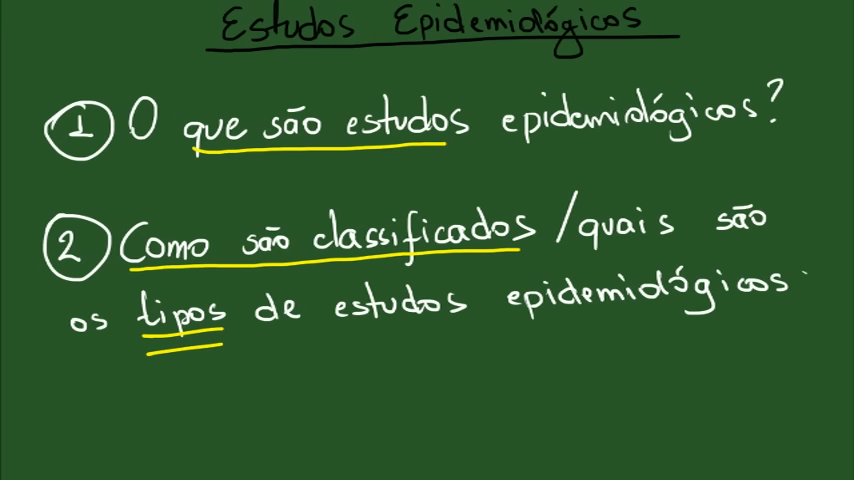 Estudos Epidemiológicos
1 O que são estudos epidemiológicos?
2 Como são classificados / quais são
os tipos de estudos epidemiológicos